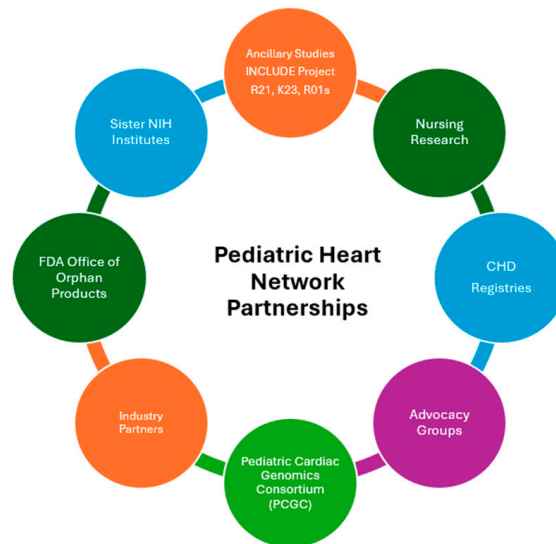 Ancillary Studies
INCLUDE Project
R21, K23, R01s
Sister NIH
Institutes
Nursing
Research
FDA Office of
Orphan
Products
Pediatric Heart
Network
Partnerships
CHD
Registries
Industry
Partners
Advocacy
Groups
Pediatric Cardiac
Genomics
Consortium
(PCGC)